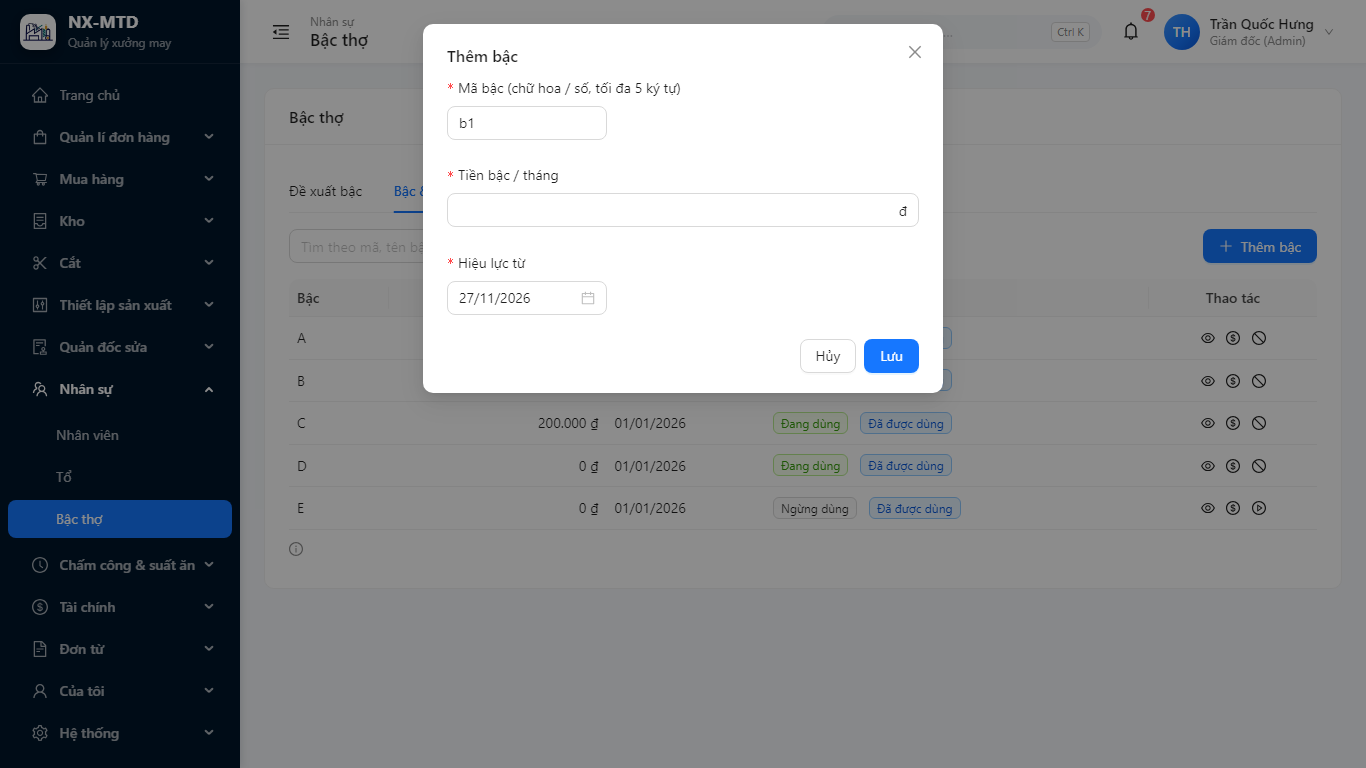 NX-MTD
Quản lý xưởng may
Trang chủ
Quản lí đơn hàng
Mua hàng
Kho
Cắt
Thiết lập sản xuất
Quản đốc sửa
Nhân sự
Nhân viên
Tổ
Bậc thợ
Chấm công & suất ăn
Tài chính
Đơn từ
Của tôi
Hệ thống
Nhân sự
Bậc thợ
Ctrl K
7
TH
Trần Quốc Hưng
Giám đốc (Admin)
Bậc thợ
Đề xuất bậc
Bậc
Tìm theo mã, tên
Thêm bậc
Bậc
Thao tác
A
B
C 200.000 ₫ 01/01/2026 Đang dùng Đã được dùng
D 0 ₫ 01/01/2026 Đang dùng Đã được dùng
E 0 ₫ 01/01/2026 Ngừng dùng Đã được dùng
Thêm bậc
* Mã bậc (chữ hoa / số, tối đa 5 ký tự)
b1
* Tiền bậc / tháng
đ
* Hiệu lực từ
27/11/2026
Hủy
Lưu